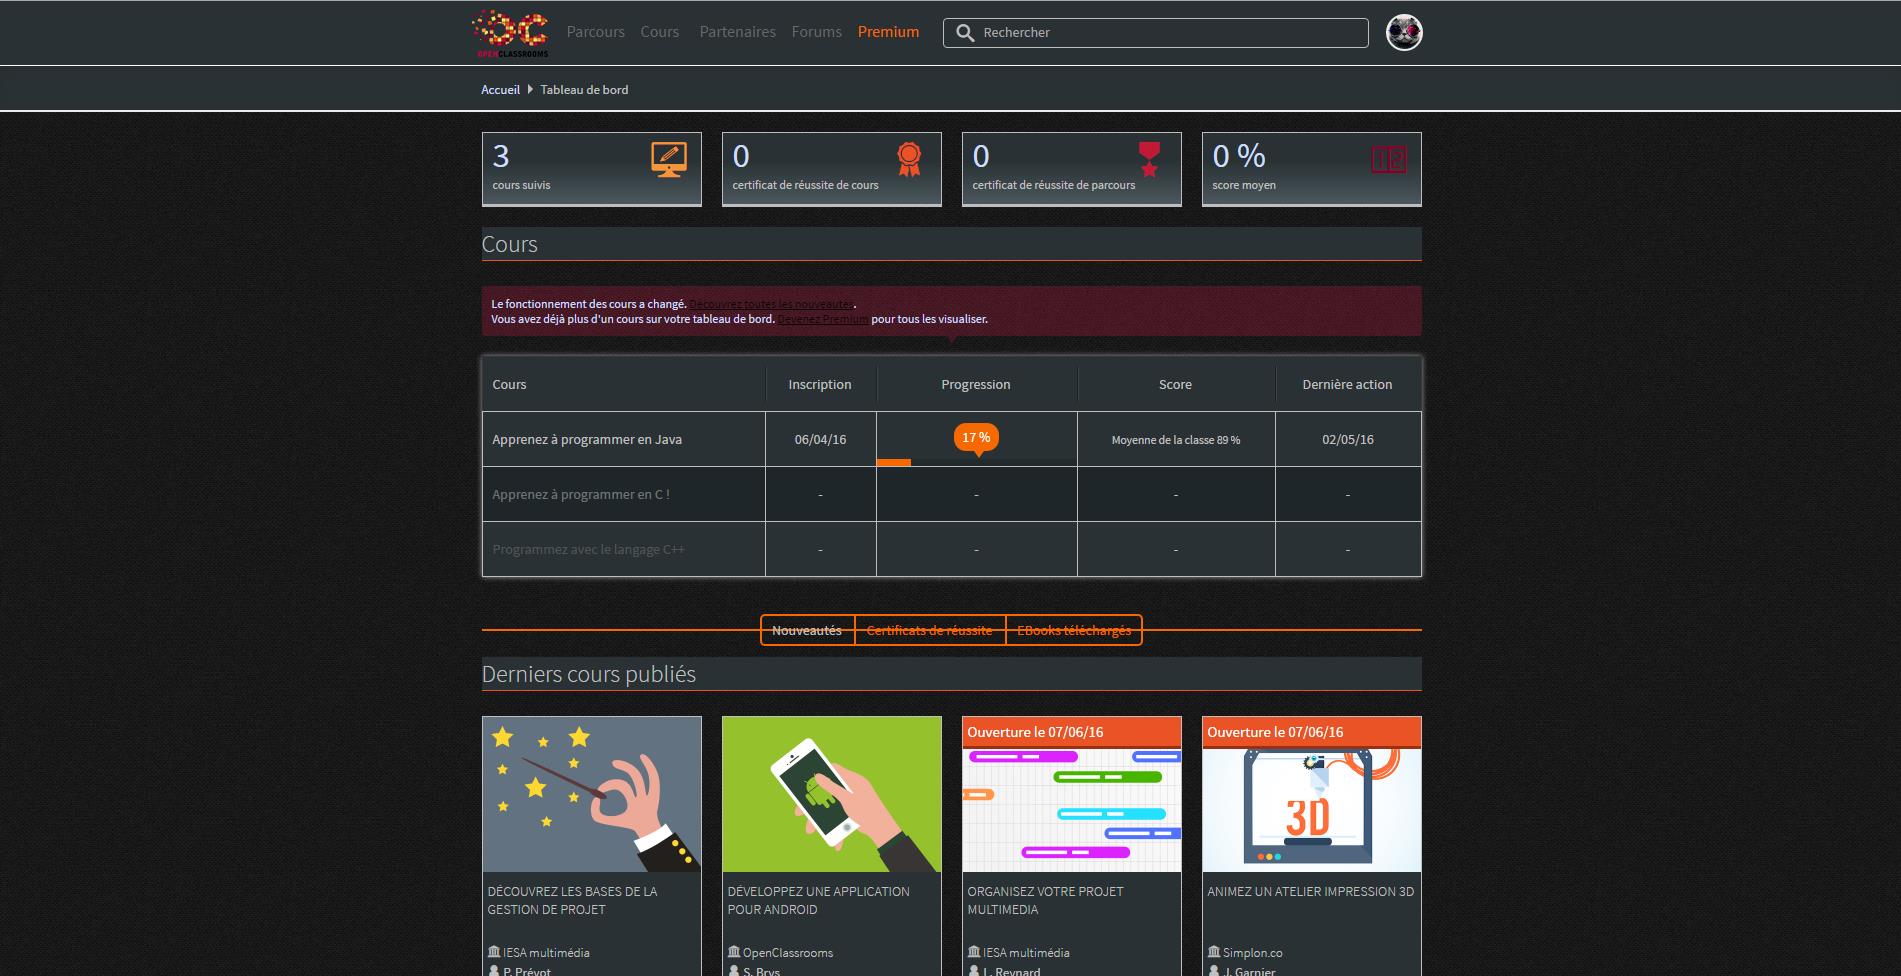 OPENCLASSROOMS
Parcours Cours Partenaires Forums Premium Rechercher
Accueil Tableau de bord
3
cours suivis
0
certificat de réussite de cours
0
certificat de réussite de parcours
0 %
score moyen
12
Cours
Le fonctionnement des cours a changé. Découvrez toutes les nouveautés.
Vous avez déjà plus d'un cours sur votre tableau de bord. Devenez Premium pour tous les visualiser.
Cours Inscription Progression Score Dernière action
Apprenez à programmer en Java 06/04/16 17 % Moyenne de la classe 89 % 02/05/16
Apprenez à programmer en C ! - - - -
Programmez avec le langage C++ - - - -
Nouveautés Certificats de réussite EBooks téléchargés
Derniers cours publiés
Ouverture le 07/06/16
Ouverture le 07/06/16
3D
DÉCOUVREZ LES BASES DE LA
GESTION DE PROJET
IESA multimédia
P. Prévot
DÉVELOPPEZ UNE APPLICATION
POUR ANDROID
OpenClassrooms
S. Brys
ORGANISEZ VOTRE PROJET
MULTIMEDIA
IESA multimédia
L. Reynard
ANIMEZ UN ATELIER IMPRESSION 3D
Simplon.co
J. Garnier